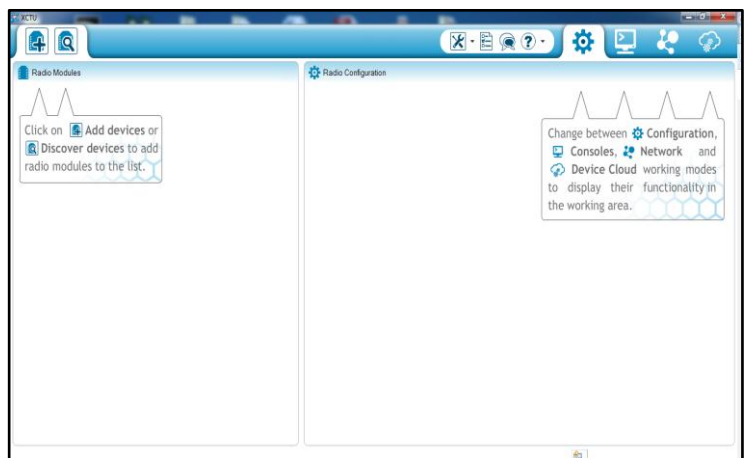 XCTU
Radio Modules
Radio Configuration
Click on Add devices or
Discover devices to add
radio modules to the list.
Change between Configuration,
Consoles, Network and
Device Cloud working modes
to display their functionality in
the working area.